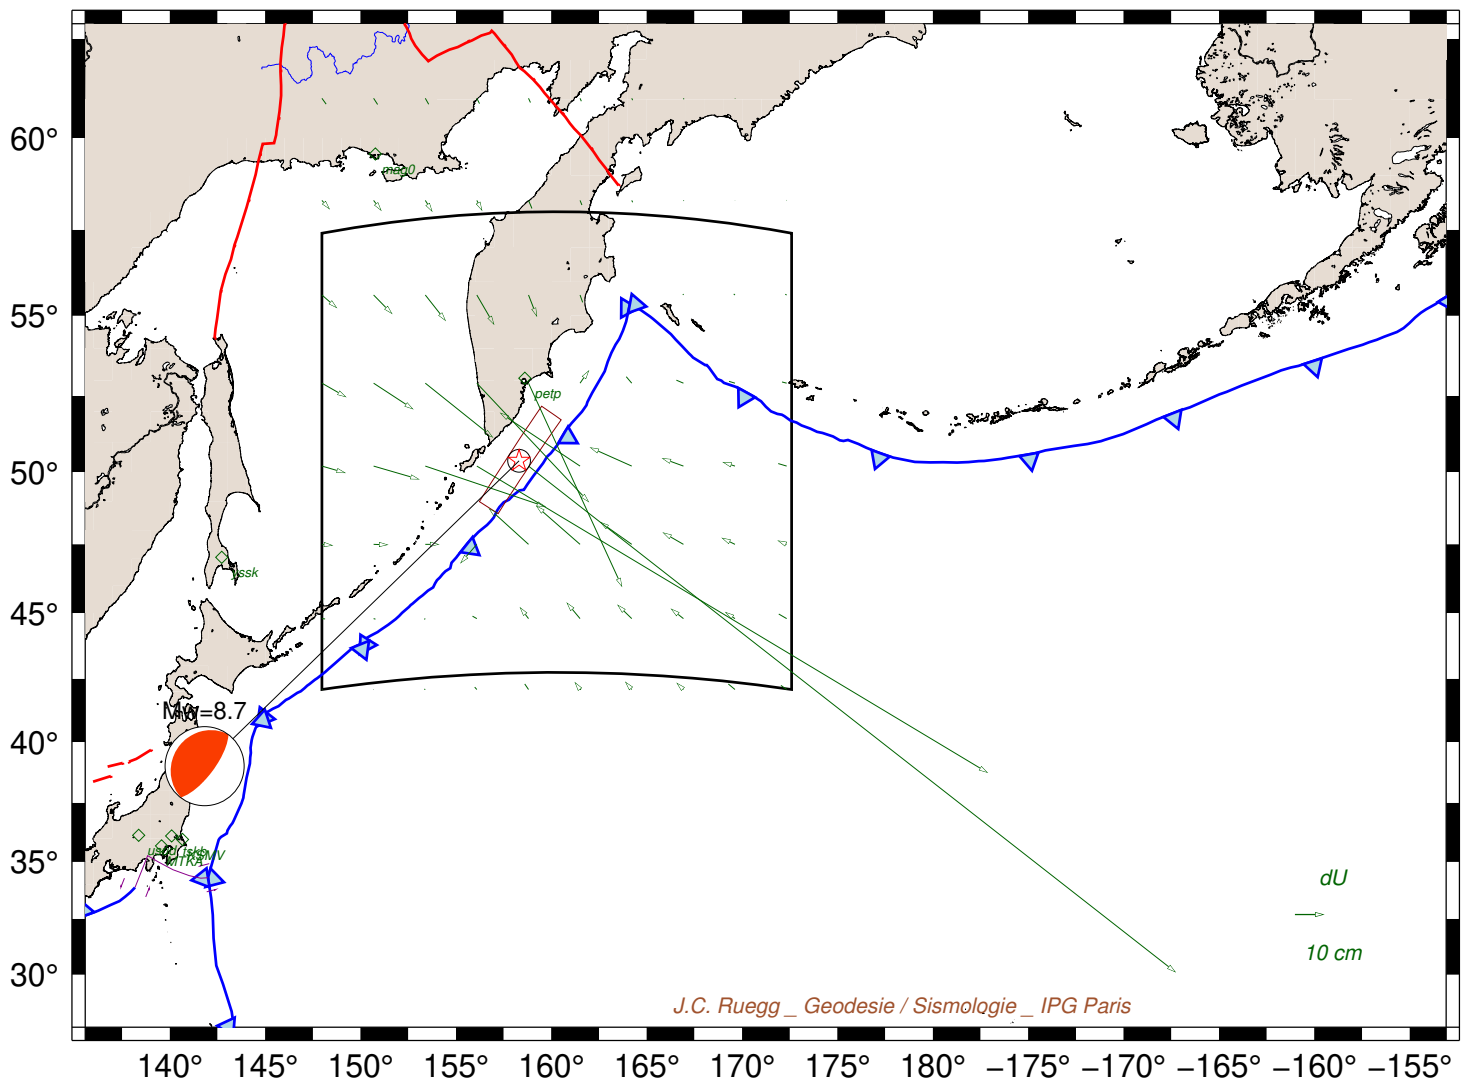 60°
mag0
55°
petp
50°
yssk
45°
Mw=8.7
40°
35°
MTKA
dU
10 cm
30°
J.C. Ruegg _ Geodesie / Sismologie _ IPG Paris
140° 145° 150° 155° 160° 165° 170° 175° 180° −175° −170° −165° −160° −155°